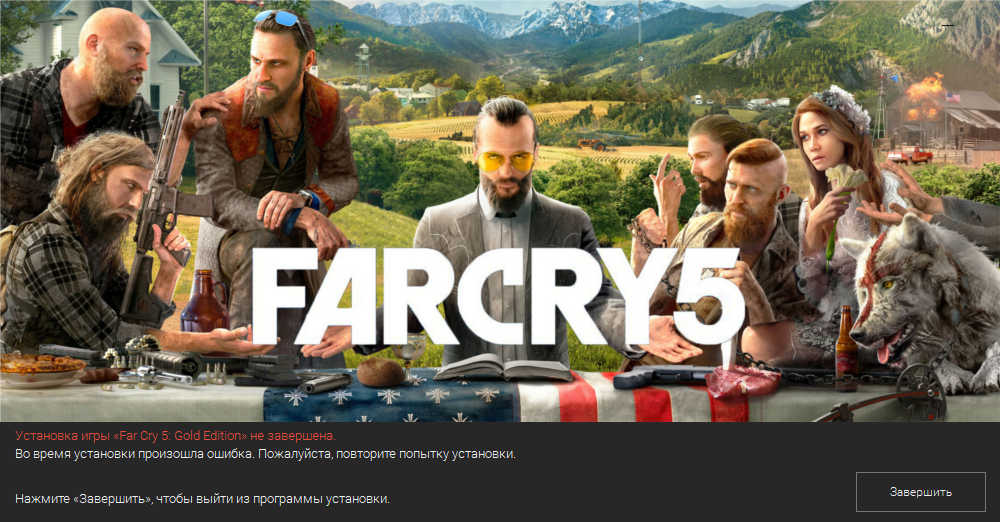 FARCRY5
Установка игры «Far Cry 5: Gold Edition» не завершена.
Во время установки произошла ошибка. Пожалуйста, повторите попытку установки.
Нажмите «Завершить», чтобы выйти из программы установки.
Завершить